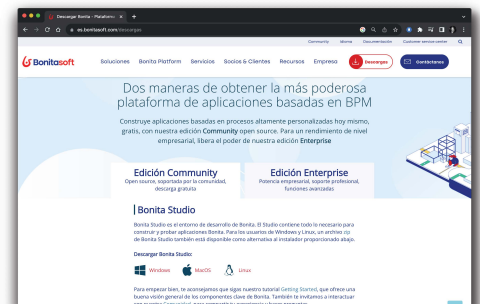 Descargar Bonita - Plataforma
es.bonitasoft.com/descargas
Community Idioma Documentación Customer service center
Bonitasoft
Soluciones Bonita Platform Servicios Socios & Clientes Recursos Empresa Descargas Contáctanos
Dos maneras de obtener la más poderosa
plataforma de aplicaciones basadas en BPM
Construye aplicaciones basadas en procesos altamente personalizadas hoy mismo,
gratis, con nuestra edición Community open source. Para un rendimiento de nivel
empresarial, libera el poder de nuestra edición Enterprise
Edición Community
Open source, soportada por la comunidad,
descarga gratuita
Edición Enterprise
Potencia empresarial, soporte profesional,
funciones avanzadas
Bonita Studio
Bonita Studio es el entorno de desarrollo de Bonita. El Studio contiene todo lo necesario para
construir y probar aplicaciones Bonita. Para los usuarios de Windows y Linux, un archivo zip
de Bonita Studio también está disponible como alternativa al instalador proporcionado abajo.
Descargar Bonita Studio:
Windows MacOS Linux
Para empezar bien, te aconsejamos que sigas nuestro tutorial Getting Started, que ofrece una
buena visión general de los componentes clave de Bonita. También te invitamos a interactuar